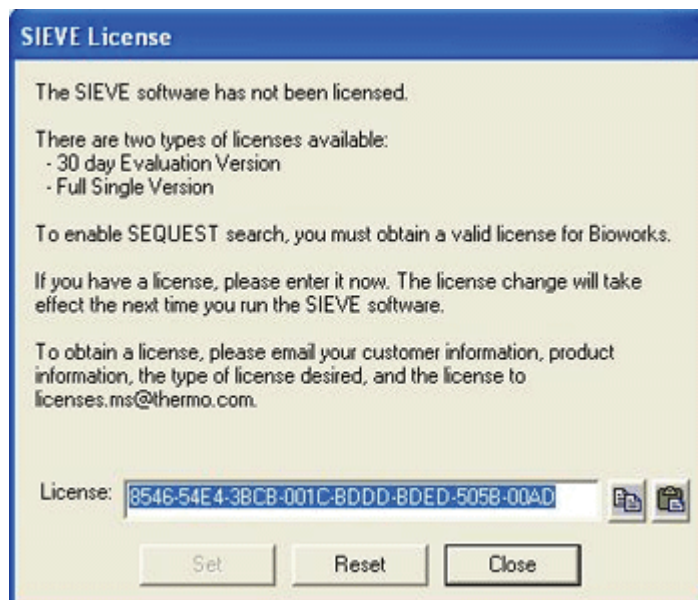 SIEVE License
The SIEVE software has not been licensed.
There are two types of licenses available:
- 30 day Evaluation Version
- Full Single Version
To enable SEQUEST search, you must obtain a valid license for Bioworks.
If you have a license, please enter it now. The license change will take
effect the next time you run the SIEVE software.
To obtain a license, please email your customer information, product
information, the type of license desired, and the license to
licenses.ms@thermo.com.
License: 8546-54E4-3BCB-001C-BDDD-BDED-505B-00AD
Set Reset Close